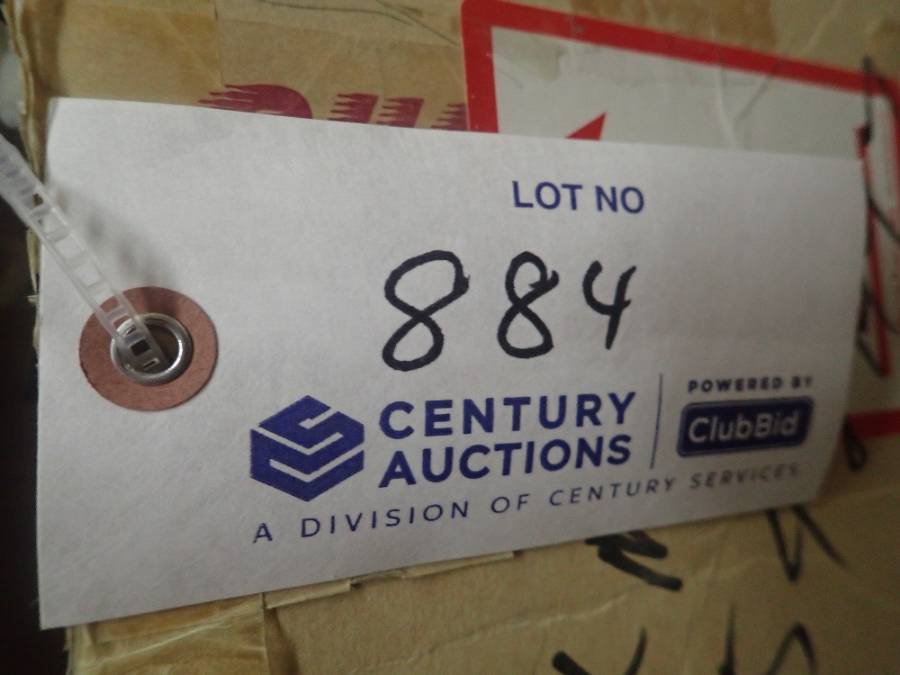 LOT NO
884
CENTURY
AUCTIONS
POWERED BY
ClubBid
A DIVISION OF CENTURY SERVICES